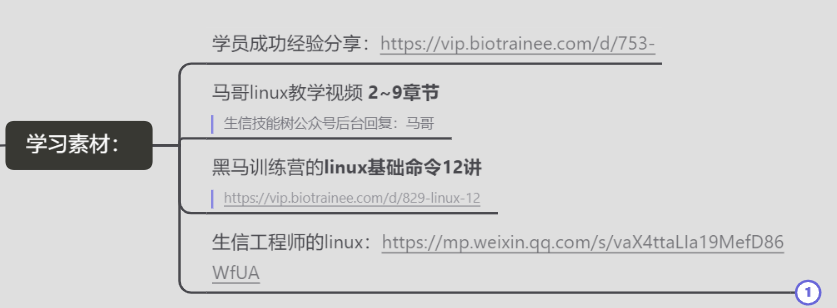 学习素材：
学员成功经验分享：https://vip.biotrainee.com/d/753-
马哥linux教学视频 2~9章节
生信技能树公众号后台回复：马哥
黑马训练营的linux基础命令12讲
https://vip.biotrainee.com/d/829-linux-12
生信工程师的linux：https://mp.weixin.qq.com/s/vaX4ttaLIa19MefD86
WfUA
1